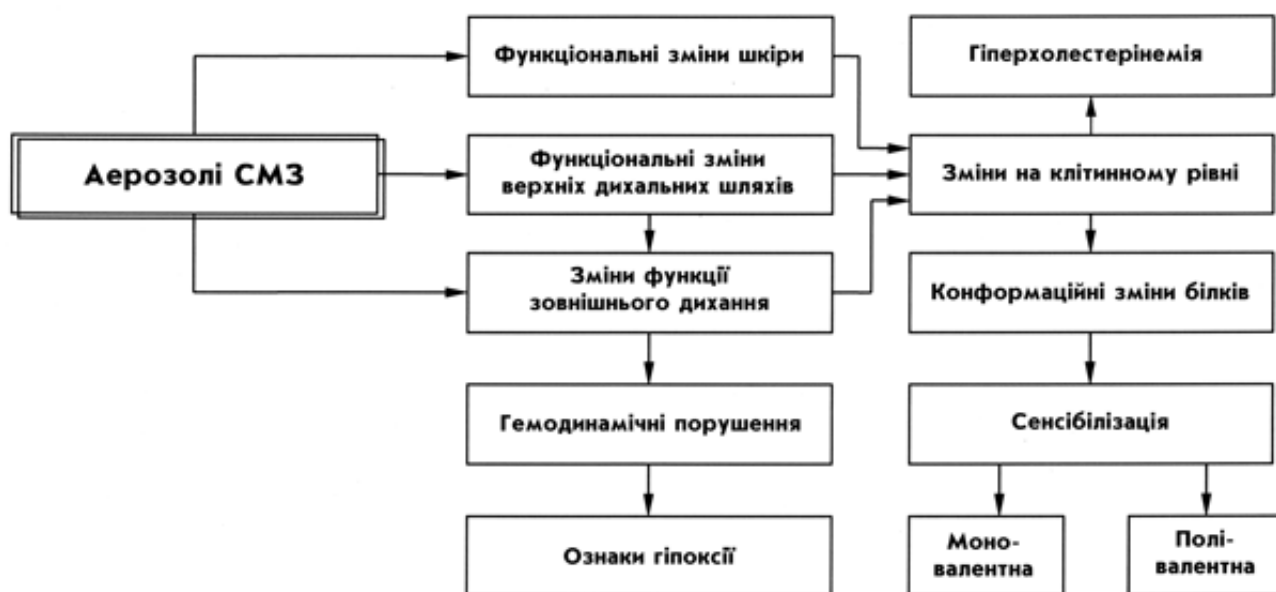 Функціональні зміни шкіри
Гіперхолестерінемія
Аерозолі СМЗ
Функціональні зміни
верхніх дихальних шляхів
Зміни на клітинному рівні
Зміни функції
зовнішнього дихання
Конформаційні зміни білків
Гемодинамічні порушення
Сенсібілізація
Ознаки гіпоксії
Моно-
валентна
Полі-
валентна